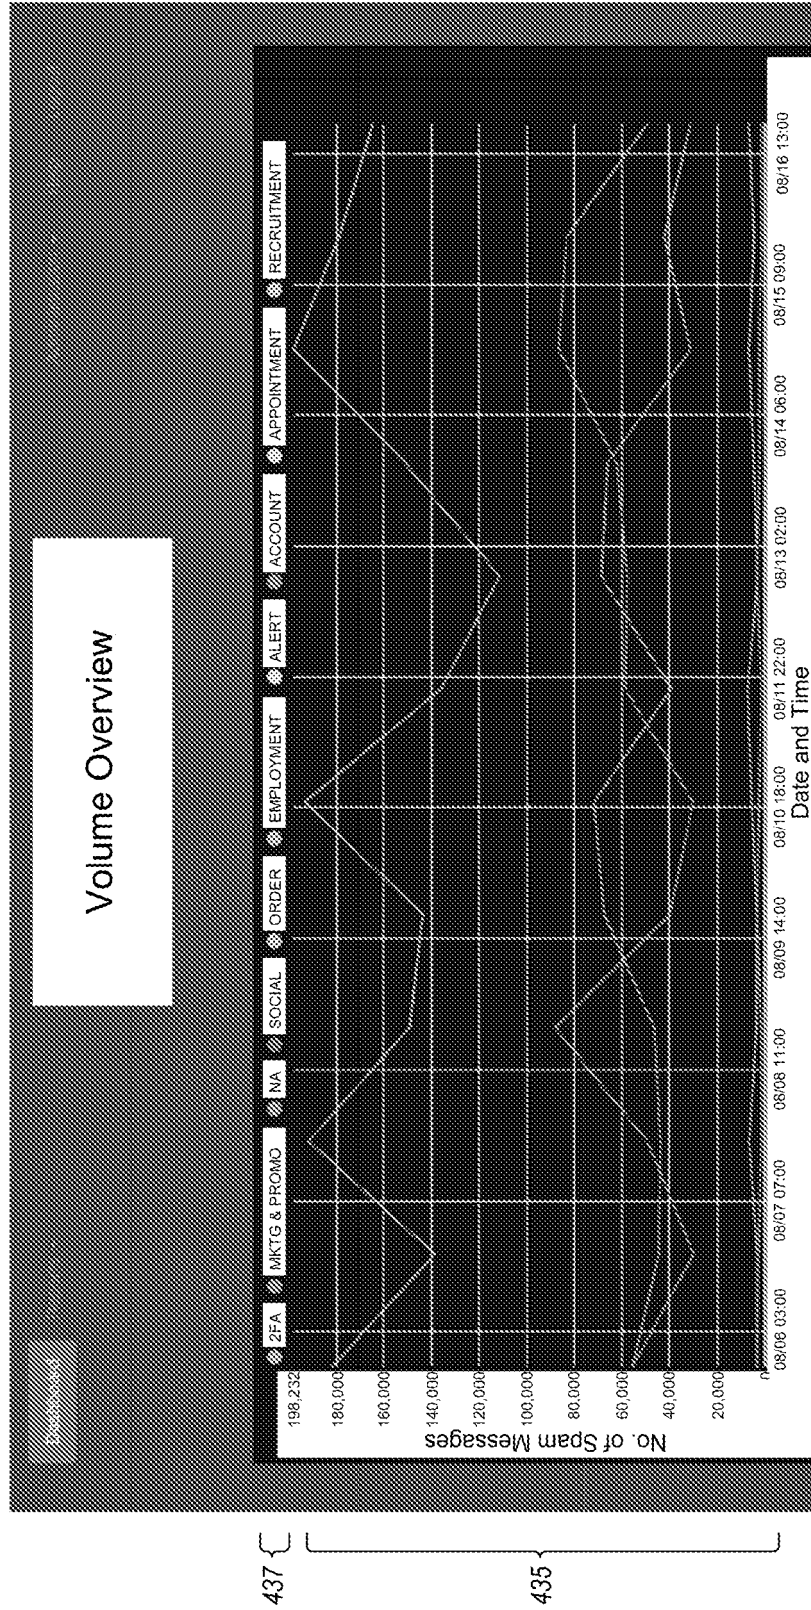 Volume Overview
2FA
MKTG & PROMO
NA
SOCIAL
ORDER
EMPLOYMENT
ALERT
ACCOUNT
APPOINTMENT
RECRUITMENT
437
435
No. of Spam Messages
198,232
180,000
160,000
140,000
120,000
100,000
80,000
60,000
40,000
20,000
0
08/06 03:00
08/07 07:00
08/08 11:00
08/09 14:00
08/10 18:00
08/11 22:00
08/13 02:00
08/14 06:00
08/15 09:00
08/16 13:00
Date and Time